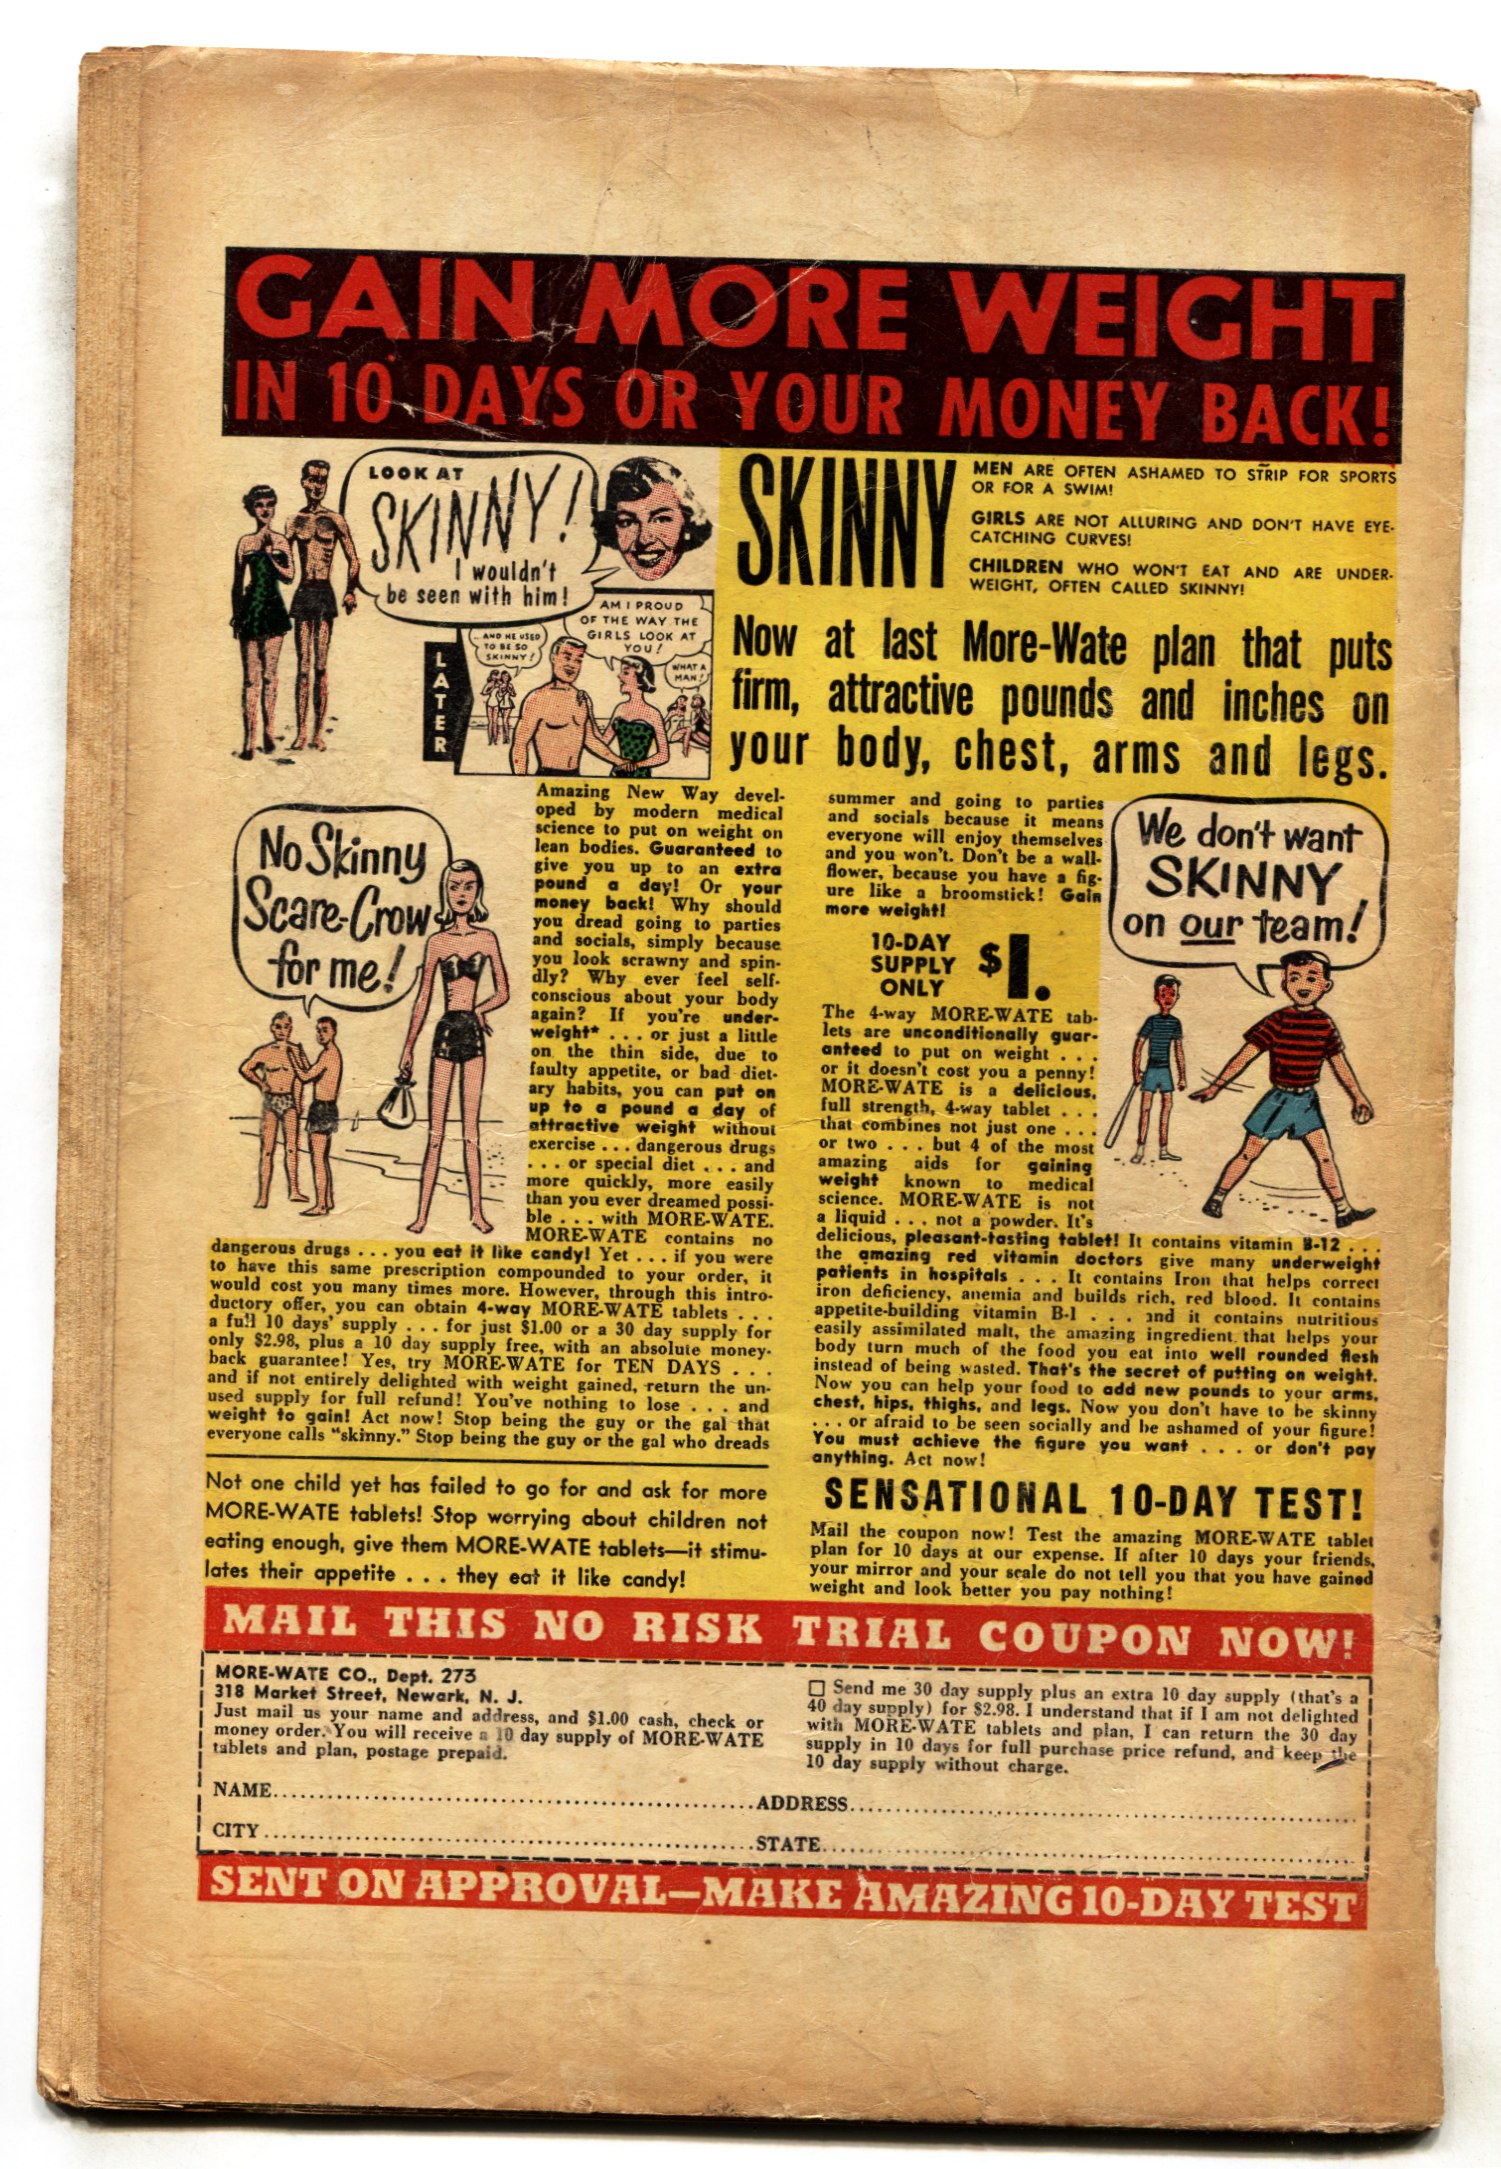 GAIN MORE WEIGHT
IN 10 DAYS OR YOUR MONEY BACK!
LOOK AT
SKINNY!
I wouldn't
be seen with him!
LATER
...AND HE USED
TO BE SO
SKINNY!
AM I PROUD
OF THE WAY THE
GIRLS LOOK AT
YOU!
WHAT A
MAN!
SKINNY
MEN ARE OFTEN ASHAMED TO STRIP FOR SPORTS
OR FOR A SWIM!
GIRLS ARE NOT ALLURING AND DON'T HAVE EYE-
CATCHING CURVES!
CHILDREN WHO WON'T EAT AND ARE UNDER-
WEIGHT, OFTEN CALLED SKINNY!
Now at last More-Wate plan that puts
firm, attractive pounds and inches on
your body, chest, arms and legs.
No Skinny
Scare-Crow
for me!
Amazing New Way devel-
oped by modern medical
science to put on weight on
lean bodies. Guaranteed to
give you up to an extra
pound a day! Or your
money back! Why should
you dread going to parties
and socials, simply because
you look scrawny and spin-
dly? Why ever feel self-
conscious about your body
again? If you're under-
weight* . . . or just a little
on the thin side, due to
faulty appetite, or bad diet-
ary habits, you can put on
up to a pound a day of
attractive weight without
exercise . . . dangerous drugs
. . . or special diet . . . and
more quickly, more easily
than you ever dreamed possi-
ble . . . with MORE-WATE.
MORE-WATE contains no
dangerous drugs . . . you eat it like candy! Yet . . . if you were
to have this same prescription compounded to your order, it
would cost you many times more. However, through this intro-
ductory offer, you can obtain 4-way MORE-WATE tablets . . .
a full 10 days' supply . . . for just $1.00 or a 30 day supply for
only $2.98, plus a 10 day supply free, with an absolute money-
back guarantee! Yes, try MORE-WATE for TEN DAYS . . .
and if not entirely delighted with weight gained, return the un-
used supply for full refund! You've nothing to lose . . . and
weight to gain! Act now! Stop being the guy or the gal that
everyone calls "skinny." Stop being the guy or the gal who dreads
Not one child yet has failed to go for and ask for more
MORE-WATE tablets! Stop worrying about children not
eating enough, give them MORE-WATE tablets—it stimu-
lates their appetite . . . they eat it like candy!
summer and going to parties
and socials because it means
everyone will enjoy themselves
and you won't. Don't be a wall-
flower, because you have a fig-
ure like a broomstick! Gain
more weight!
10-DAY
SUPPLY
ONLY
$1.
We don't want
SKINNY
on our team!
The 4-way MORE-WATE tab-
lets are unconditionally guar-
anteed to put on weight . . .
or it doesn't cost you a penny!
MORE-WATE is a delicious,
full strength, 4-way tablet . . .
that combines not just one . . .
or two . . . but 4 of the most
amazing aids for gaining
weight known to medical
science. MORE-WATE is not
a liquid . . . not a powder. It's
delicious, pleasant-tasting tablet! It contains vitamin B-12 . . .
the amazing red vitamin doctors give many underweight
patients in hospitals . . . It contains Iron that helps correct
iron deficiency, anemia and builds rich, red blood. It contains
appetite-building vitamin B-1 . . . and it contains nutritious
easily assimilated malt, the amazing ingredient that helps your
body turn much of the food you eat into well rounded flesh
instead of being wasted. That's the secret of putting on weight.
Now you can help your food to add new pounds to your arms,
chest, hips, thighs, and legs. Now you don't have to be skinny
. . . or afraid to be seen socially and be ashamed of your figure!
You must achieve the figure you want . . . or don't pay
anything. Act now!
SENSATIONAL 10-DAY TEST!
Mail the coupon now! Test the amazing MORE-WATE tablet
plan for 10 days at our expense. If after 10 days your friends,
your mirror and your scale do not tell you that you have gained
weight and look better you pay nothing!
MAIL THIS NO RISK TRIAL COUPON NOW!
MORE-WATE CO., Dept. 273
318 Market Street, Newark, N. J.
Just mail us your name and address, and $1.00 cash, check or
money order. You will receive a 10 day supply of MORE-WATE
tablets and plan, postage prepaid.
Send me 30 day supply plus an extra 10 day supply (that's a
40 day supply) for $2.98. I understand that if I am not delighted
with MORE-WATE tablets and plan, I can return the 30 day
supply in 10 days for full purchase price refund, and keep the
10 day supply without charge.
NAME..................................................ADDRESS..................................................
CITY..................................................STATE..................................................
SENT ON APPROVAL—MAKE AMAZING 10-DAY TEST